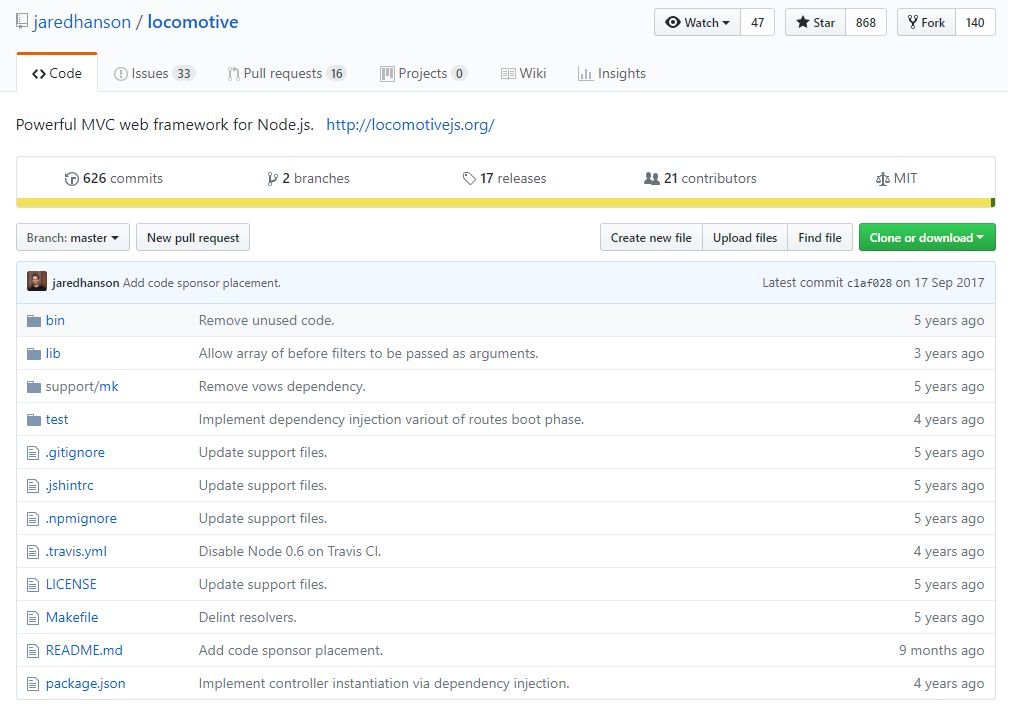 jaredhanson / locomotive
Watch 47 Star 868 Fork 140
Code Issues 33 Pull requests 16 Projects 0 Wiki Insights
Powerful MVC web framework for Node.js. http://locomotivejs.org/
626 commits 2 branches 17 releases 21 contributors MIT
Branch: master New pull request Create new file Upload files Find file Clone or download
jaredhanson Add code sponsor placement. Latest commit c1af028 on 17 Sep 2017
bin Remove unused code. 5 years ago
lib Allow array of before filters to be passed as arguments. 3 years ago
support/mk Remove vows dependency. 5 years ago
test Implement dependency injection variout of routes boot phase. 4 years ago
.gitignore Update support files. 5 years ago
.jshintrc Update support files. 5 years ago
.npmignore Update support files. 5 years ago
.travis.yml Disable Node 0.6 on Travis CI. 4 years ago
LICENSE Update support files. 5 years ago
Makefile Delint resolvers. 5 years ago
README.md Add code sponsor placement. 9 months ago
package.json Implement controller instantiation via dependency injection. 4 years ago